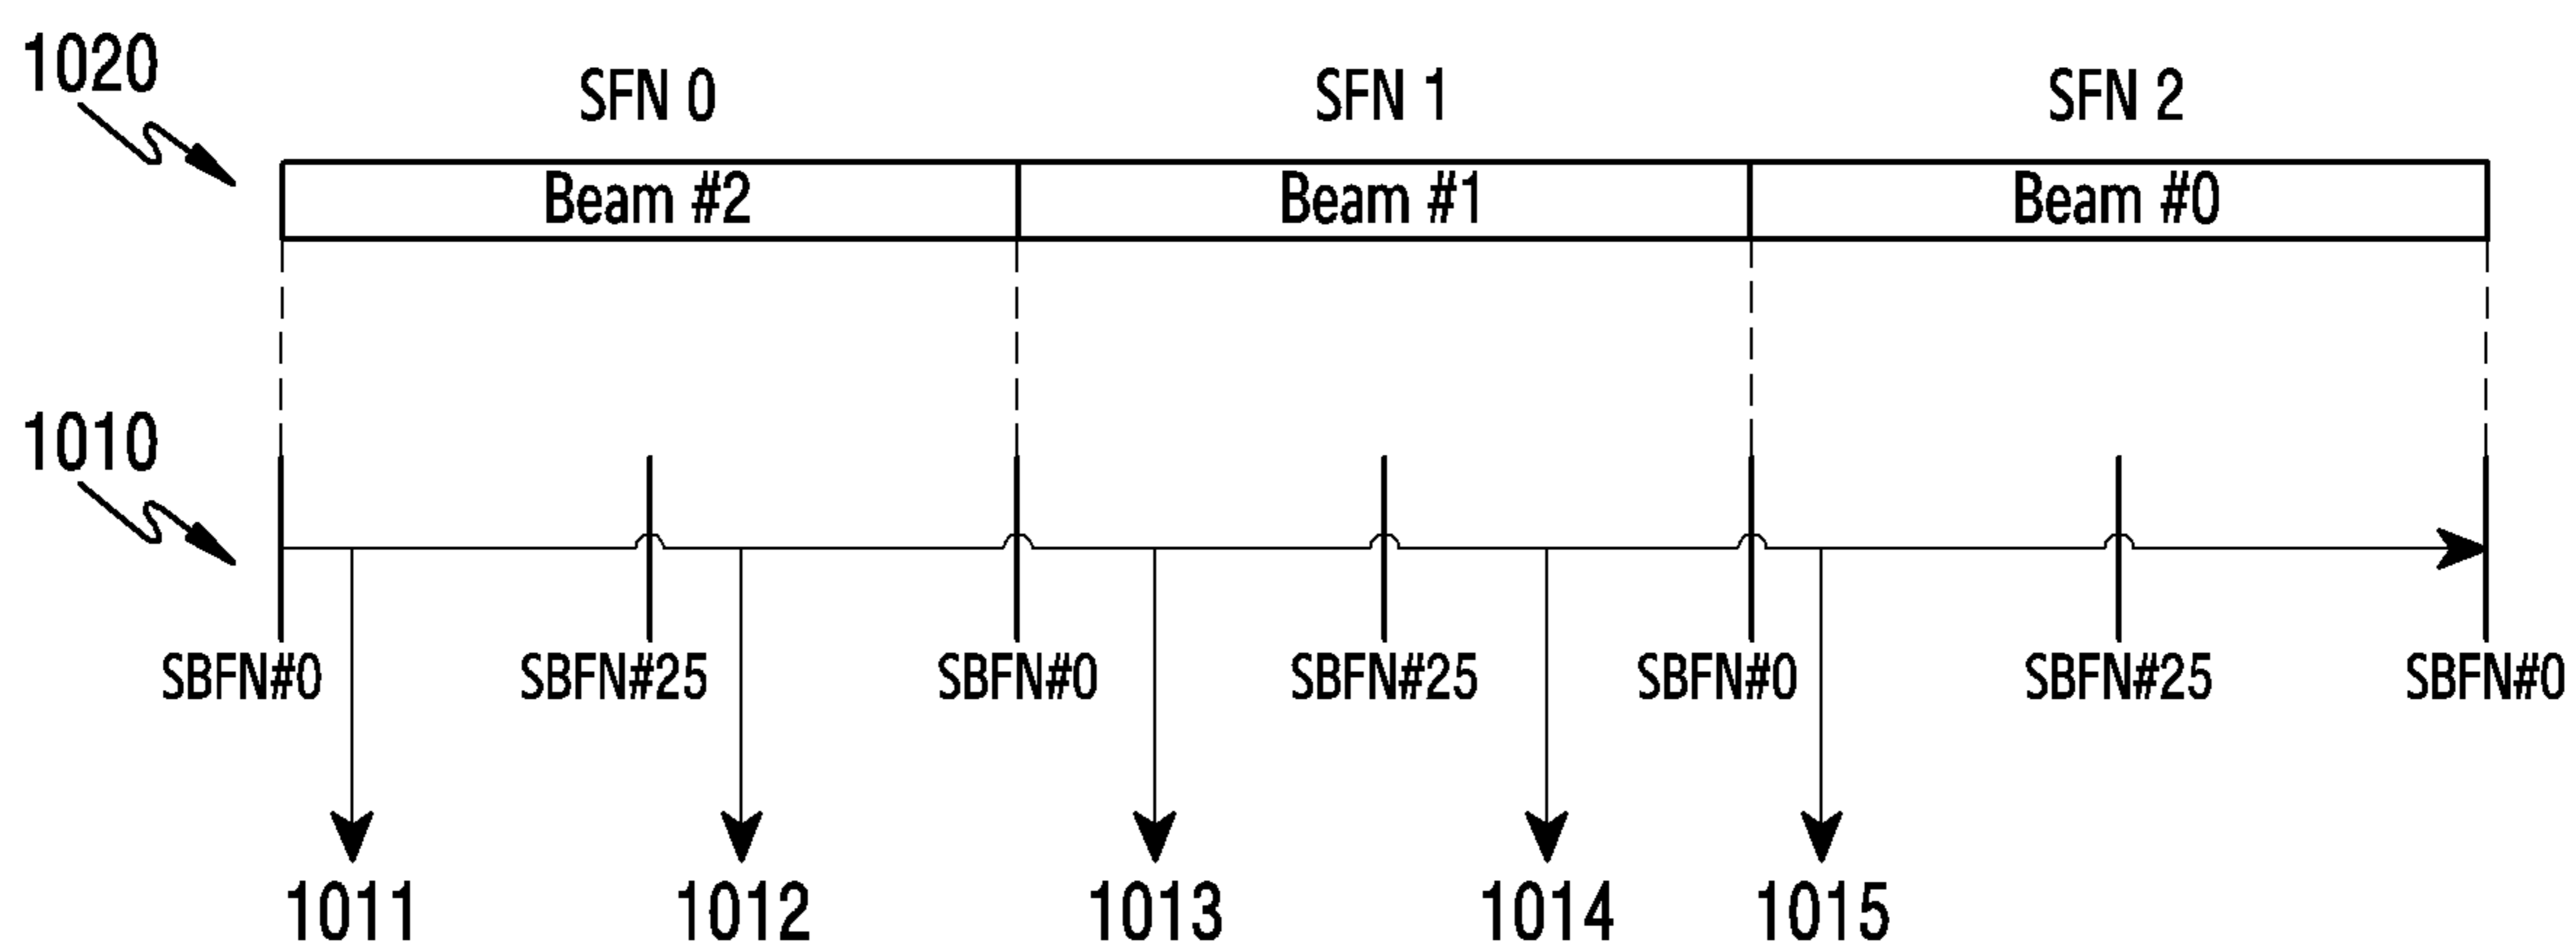 1020
SFN 0 SFN 1 SFN 2
Beam #2 Beam #1 Beam #0
1010
SBFN#0 SBFN#25 SBFN#0 SBFN#25 SBFN#0 SBFN#25 SBFN#0
1011 1012 1013 1014 1015